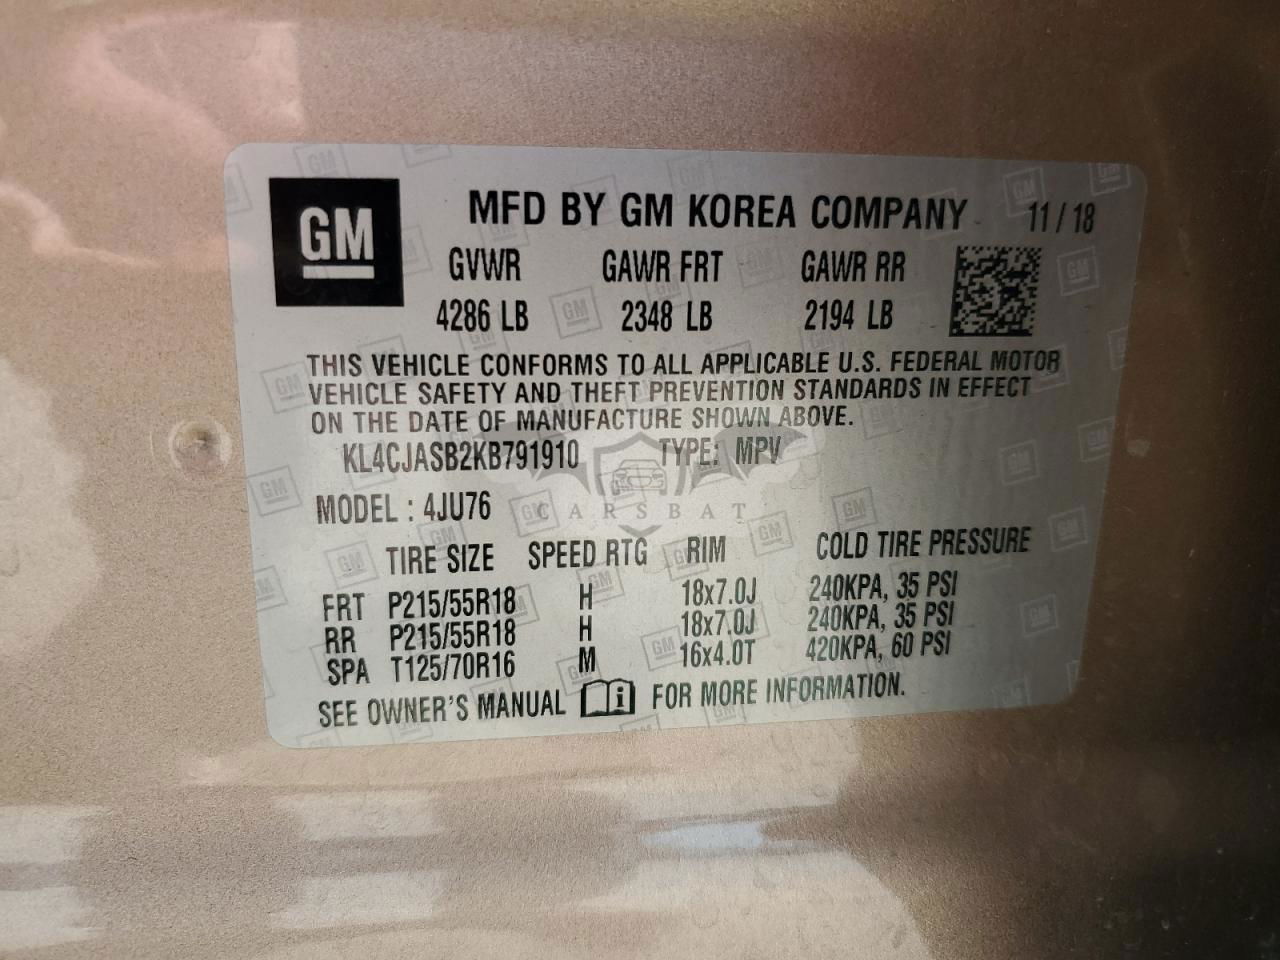 GM
MFD BY GM KOREA COMPANY 11 / 18
GVWR GAWR FRT GAWR RR
4286 LB 2348 LB 2194 LB
THIS VEHICLE CONFORMS TO ALL APPLICABLE U.S. FEDERAL MOTOR
VEHICLE SAFETY AND THEFT PREVENTION STANDARDS IN EFFECT
ON THE DATE OF MANUFACTURE SHOWN ABOVE.
KL4CJASB2KB791910 TYPE: MPV
MODEL : 4JU76
CARSBAT
TIRE SIZE SPEED RTG RIM COLD TIRE PRESSURE
FRT P215/55R18 H 18x7.0J 240KPA, 35 PSI
RR P215/55R18 H 18x7.0J 240KPA, 35 PSI
SPA T125/70R16 M 16x4.0T 420KPA, 60 PSI
SEE OWNER'S MANUAL i FOR MORE INFORMATION.